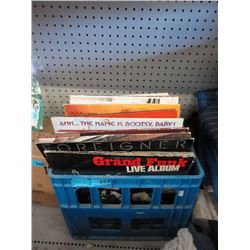 AHH...THE NAME IS BOOTSY, BABY!
FOREIGNER
Grand Funk
LIVE ALBUM